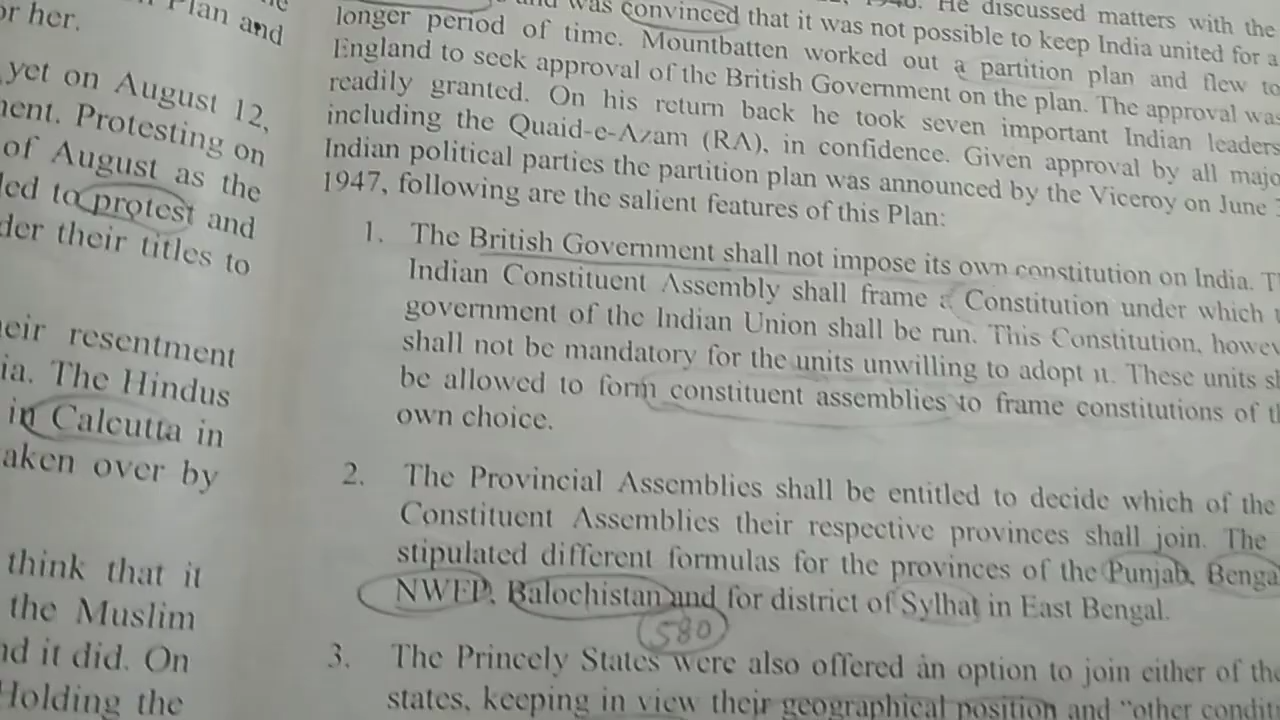 Plan and
or her.
yet on August 12,
ment. Protesting on
of August as the
led to protest and
der their titles to
heir resentment
ia. The Hindus
in Calcutta in
aken over by
think that it
the Muslim
nd it did. On
Holding the
and was convinced that it was not possible to keep India united for a
He discussed matters with the
longer period of time. Mountbatten worked out a partition plan and flew to
England to seek approval of the British Government on the plan. The approval was
readily granted. On his return back he took seven important Indian leaders
including the Quaid-e-Azam (RA), in confidence. Given approval by all majo
Indian political parties the partition plan was announced by the Viceroy on June
1947, following are the salient features of this Plan:
1. The British Government shall not impose its own constitution on India. T
Indian Constituent Assembly shall frame a Constitution under which t
government of the Indian Union shall be run. This Constitution, howev
shall not be mandatory for the units unwilling to adopt it. These units sh
be allowed to form constituent assemblies to frame constitutions of th
own choice.
2. The Provincial Assemblies shall be entitled to decide which of the
Constituent Assemblies their respective provinces shall join. The
stipulated different formulas for the provinces of the Punjab, Benga
NWFP, Balochistan and for district of Sylhat in East Bengal.
580
3. The Princely States were also offered an option to join either of the
states, keeping in view their geographical position and "other conditi